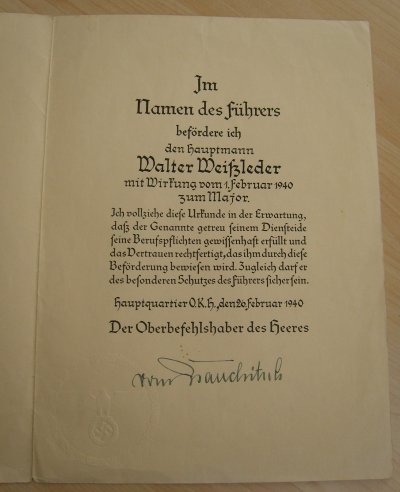 Im
Namen des Führers
befördere ich
den Hauptmann
Walter Weißleder
mit Wirkung vom 1. Februar 1940
zum Major.
Ich vollziehe diese Urkunde in der Erwartung,
daß der Genannte getreu seinem Diensteide
seine Berufspflichten gewissenhaft erfüllt und
das Vertrauen rechtfertigt, das ihm durch diese
Beförderung bewiesen wird. Zugleich darf er
des besonderen Schutzes des Führers sicher sein.
Hauptquartier O.K.H., den 26. Februar 1940
Der Oberbefehlshaber des Heeres
von Brauchitsch